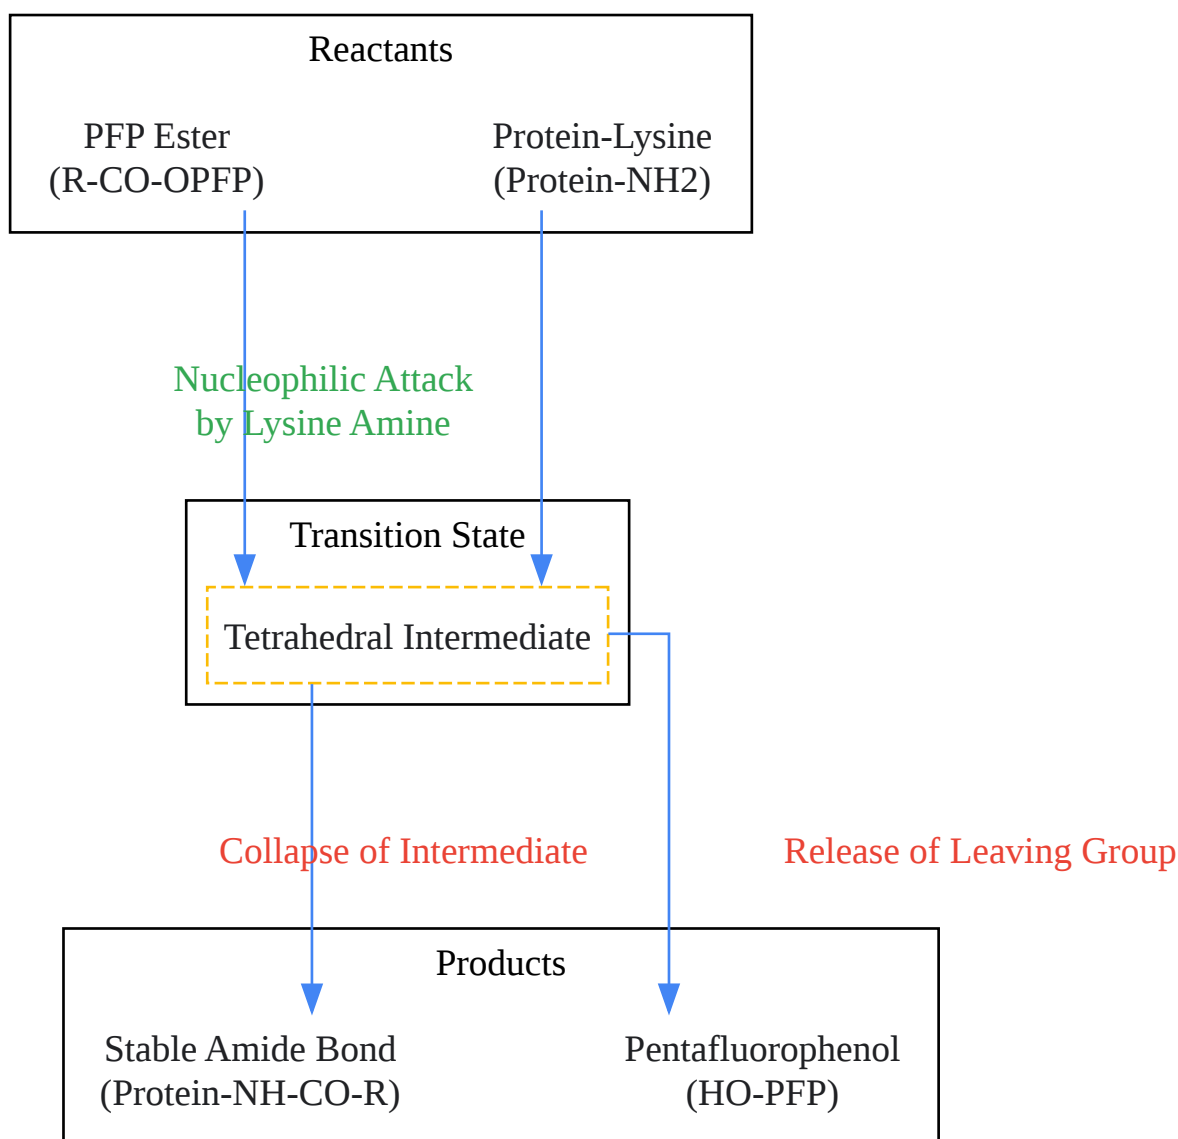 Reactants
PFP Ester
(R-CO-OPFP)
Protein-Lysine
(Protein-NH2)
Nucleophilic Attack
by Lysine Amine
Transition State
Tetrahedral Intermediate
Collapse of Intermediate
Release of Leaving Group
Products
Stable Amide Bond
(Protein-NH-CO-R)
Pentafluorophenol
(HO-PFP)